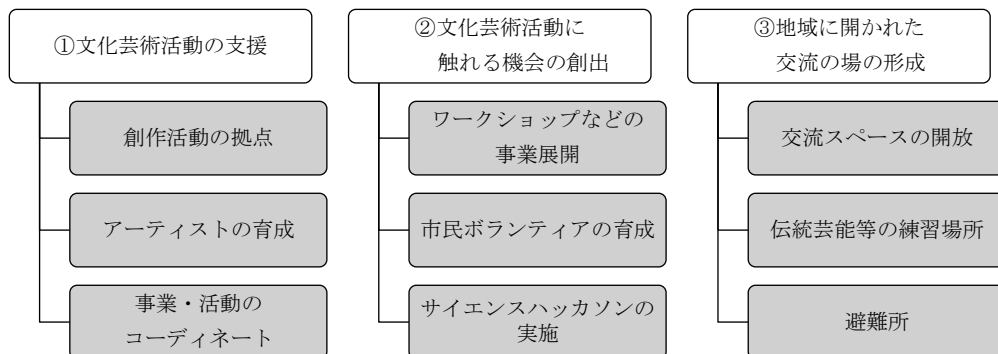 ①文化芸術活動の支援
創作活動の拠点
アーティストの育成
事業・活動の
コーディネート
②文化芸術活動に
触れる機会の創出
ワークショップなどの
事業展開
市民ボランティアの育成
サイエンスハッカソンの
実施
③地域に開かれた
交流の場の形成
交流スペースの開放
伝統芸能等の練習場所
避難所